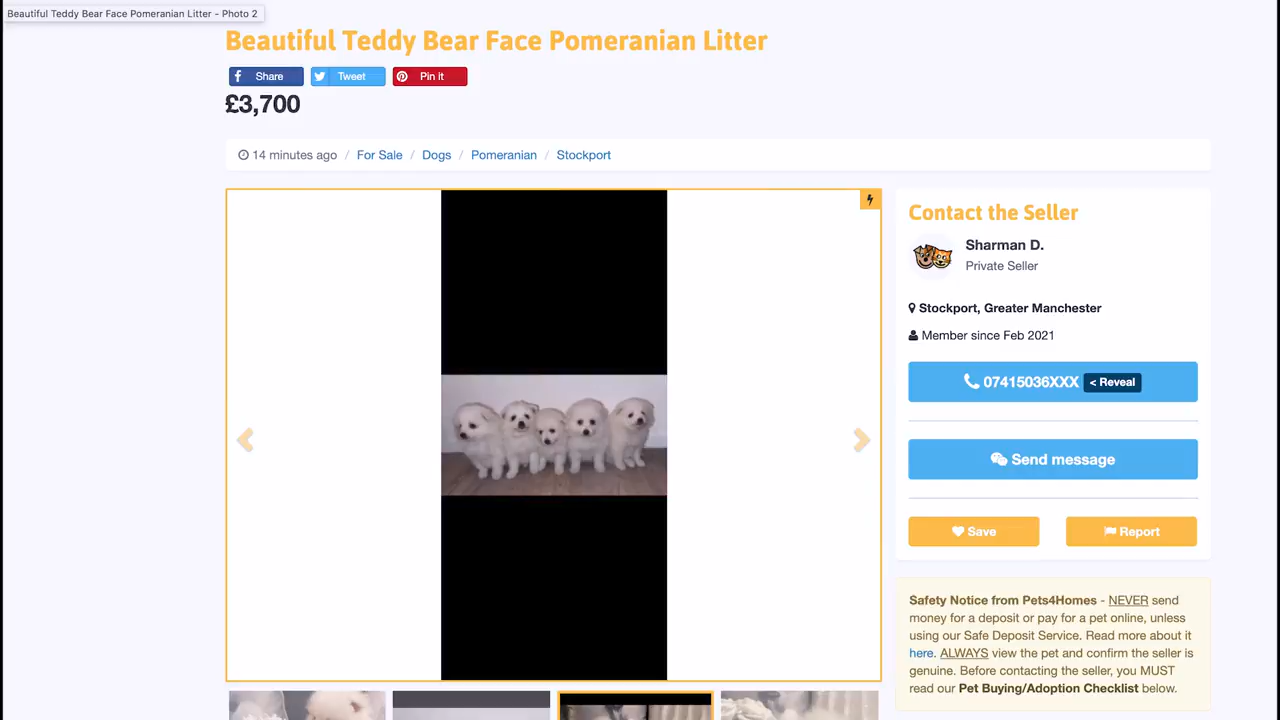 Beautiful Teddy Bear Face Pomeranian Litter - Photo 2
Beautiful Teddy Bear Face Pomeranian Litter
Share
Tweet
Pin it
£3,700
14 minutes ago / For Sale / Dogs / Pomeranian / Stockport
Contact the Seller
Sharman D.
Private Seller
Stockport, Greater Manchester
Member since Feb 2021
07415036XXX < Reveal
Send message
Save
Report
Safety Notice from Pets4Homes - NEVER send
money for a deposit or pay for a pet online, unless
using our Safe Deposit Service. Read more about it
here. ALWAYS view the pet and confirm the seller is
genuine. Before contacting the seller, you MUST
read our Pet Buying/Adoption Checklist below.